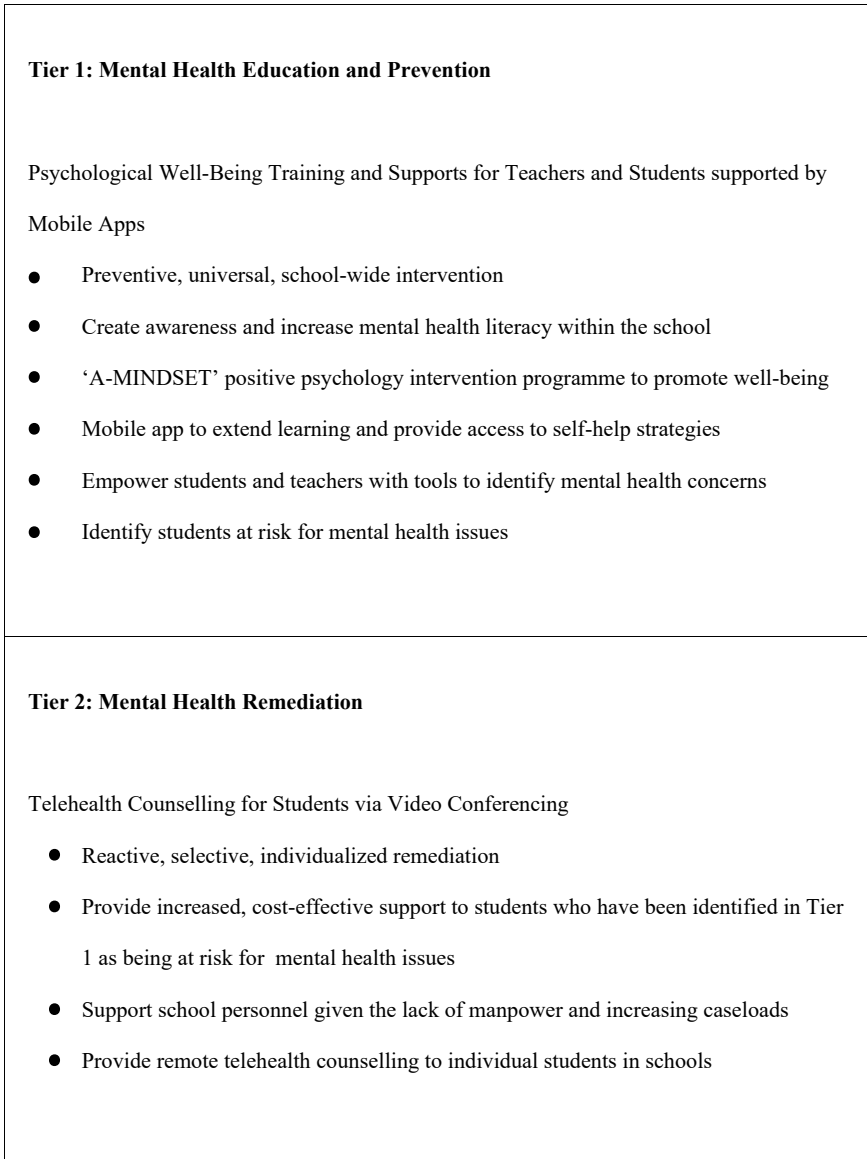 Tier 1: Mental Health Education and Prevention
Psychological Well-Being Training and Supports for Teachers and Students supported by
Mobile Apps
● Preventive, universal, school-wide intervention
● Create awareness and increase mental health literacy within the school
● ‘A-MINDSET’ positive psychology intervention programme to promote well-being
● Mobile app to extend learning and provide access to self-help strategies
● Empower students and teachers with tools to identify mental health concerns
● Identify students at risk for mental health issues
Tier 2: Mental Health Remediation
Telehealth Counselling for Students via Video Conferencing
● Reactive, selective, individualized remediation
● Provide increased, cost-effective support to students who have been identified in Tier
1 as being at risk for mental health issues
● Support school personnel given the lack of manpower and increasing caseloads
● Provide remote telehealth counselling to individual students in schools